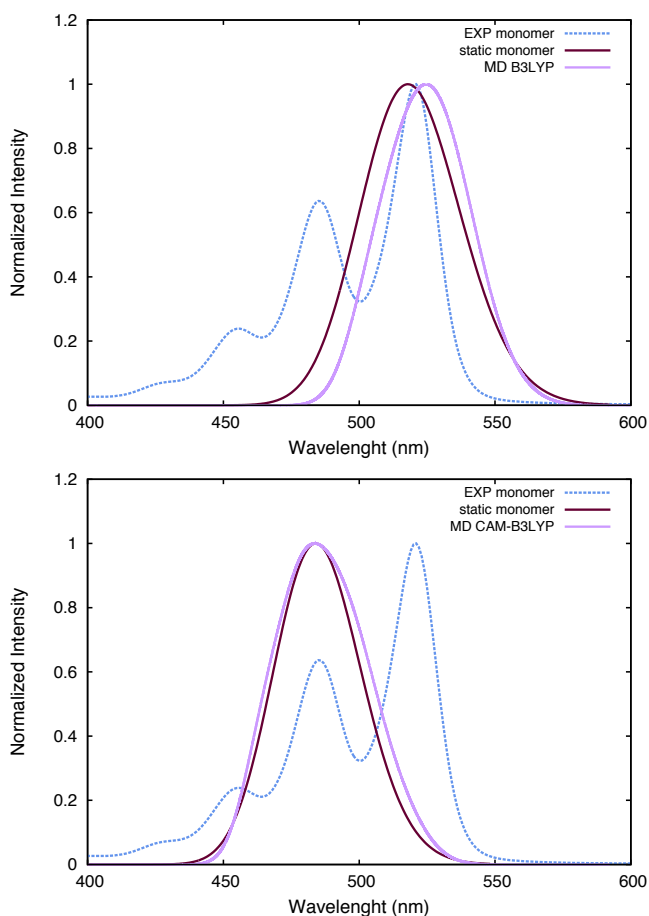 1.2
1
0.8
0.6
0.4
0.2
0
Normalized Intensity
EXP monomer
static monomer
MD B3LYP
400 450 500 550 600
Wavelenght (nm)
1.2
1
0.8
0.6
0.4
0.2
0
Normalized Intensity
EXP monomer
static monomer
MD CAM-B3LYP
400 450 500 550 600
Wavelenght (nm)